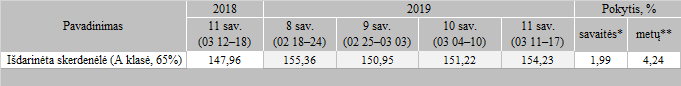 Pavadinimas 2018 2019 Pokytis, %
11 sav. (03 12–18) 8 sav. (02 18–24) 9 sav. (02 25–03 03) 10 sav. (03 04–10) 11 sav. (03 11–17) savaitės* metų**
Išdarinėta skerdenėlė (A klasė, 65%) 147,96 155,36 150,95 151,22 154,23 1,99 4,24